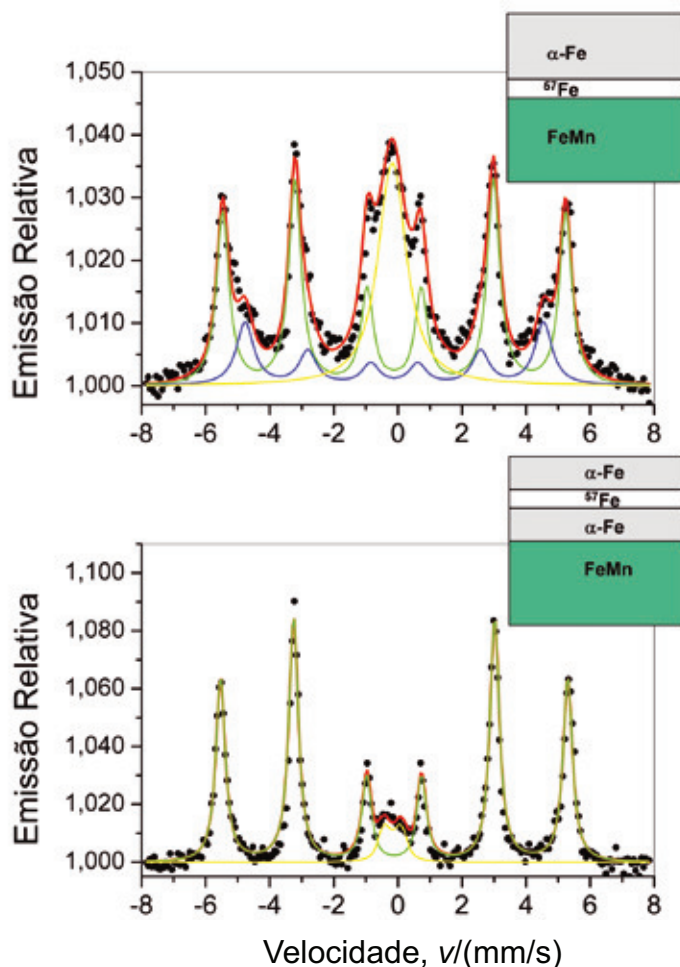 α-Fe
⁵⁷Fe
FeMn
Emissão Relativa
1,050
1,040
1,030
1,020
1,010
1,000
-8 -6 -4 -2 0 2 4 6 8
α-Fe
⁵⁷Fe
α-Fe
FeMn
Emissão Relativa
1,100
1,080
1,060
1,040
1,020
1,000
-8 -6 -4 -2 0 2 4 6 8
Velocidade, v/(mm/s)